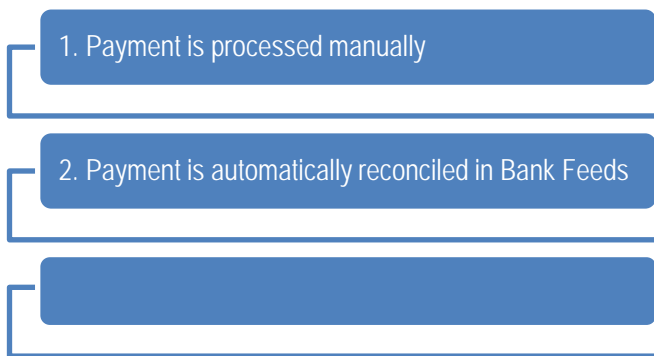 1. Payment is processed manually
2. Payment is automatically reconciled in Bank Feeds